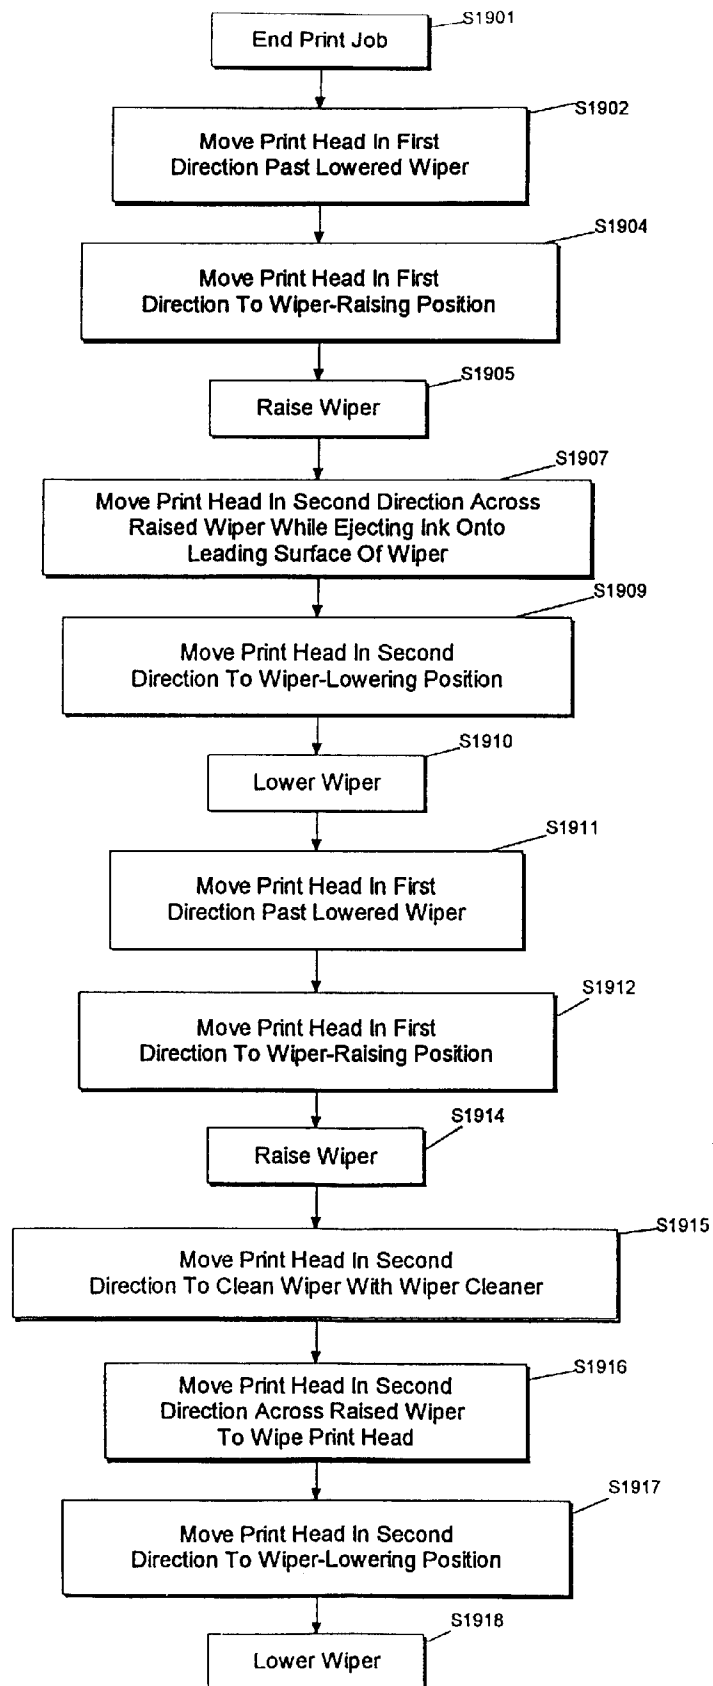 S1901
End Print Job
S1902
Move Print Head In First
Direction Past Lowered Wiper
S1904
Move Print Head In First
Direction To Wiper-Raising Position
S1905
Raise Wiper
S1907
Move Print Head In Second Direction Across
Raised Wiper While Ejecting Ink Onto
Leading Surface Of Wiper
S1909
Move Print Head In Second
Direction To Wiper-Lowering Position
S1910
Lower Wiper
S1911
Move Print Head In First
Direction Past Lowered Wiper
S1912
Move Print Head In First
Direction To Wiper-Raising Position
S1914
Raise Wiper
S1915
Move Print Head In Second
Direction To Clean Wiper With Wiper Cleaner
S1916
Move Print Head In Second
Direction Across Raised Wiper
To Wipe Print Head
S1917
Move Print Head In Second
Direction To Wiper-Lowering Position
S1918
Lower Wiper